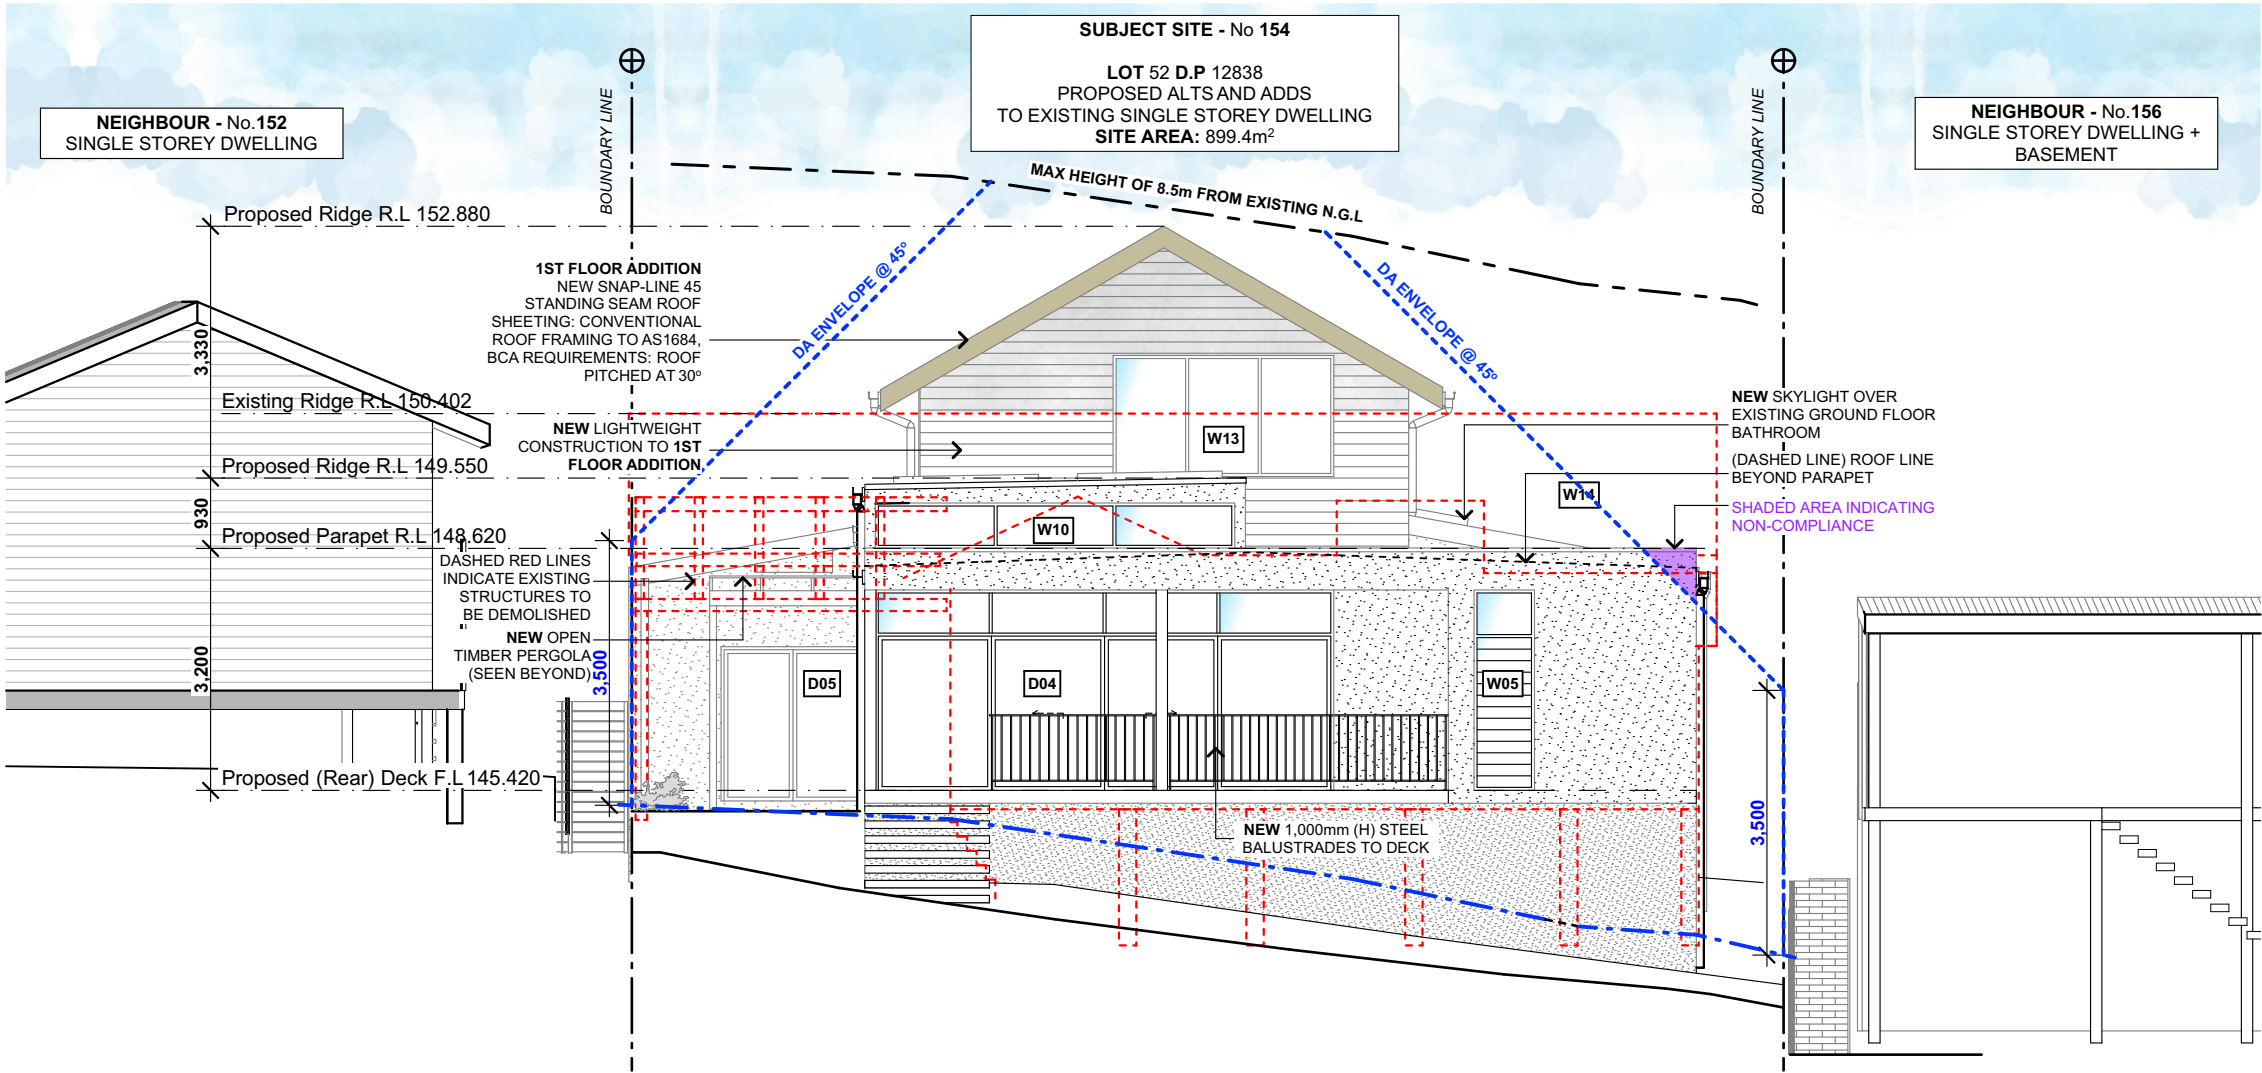 SUBJECT SITE - No 154
LOT 52 D.P 12838
PROPOSED ALTS AND ADDS
TO EXISTING SINGLE STOREY DWELLING
SITE AREA: 899.4m²
NEIGHBOUR - No.152
SINGLE STOREY DWELLING
NEIGHBOUR - No.156
SINGLE STOREY DWELLING +
BASEMENT
BOUNDARY LINE
BOUNDARY LINE
MAX HEIGHT OF 8.5m FROM EXISTING N.G.L
Proposed Ridge R.L 152.880
1ST FLOOR ADDITION
NEW SNAP-LINE 45
STANDING SEAM ROOF
SHEETING: CONVENTIONAL
ROOF FRAMING TO AS1684,
BCA REQUIREMENTS: ROOF
PITCHED AT 30º
DA ENVELOPE @ 45º
DA ENVELOPE @ 45º
3,330
Existing Ridge R.L 150.402
NEW LIGHTWEIGHT
CONSTRUCTION TO 1ST
FLOOR ADDITION
W13
NEW SKYLIGHT OVER
EXISTING GROUND FLOOR
BATHROOM
(DASHED LINE) ROOF LINE
BEYOND PARAPET
Proposed Ridge R.L 149.550
W14
SHADED AREA INDICATING
NON-COMPLIANCE
930
W10
Proposed Parapet R.L 148.620
DASHED RED LINES
INDICATE EXISTING
STRUCTURES TO
BE DEMOLISHED
NEW OPEN
TIMBER PERGOLA
(SEEN BEYOND)
3,200
3,500
D05
D04
W05
Proposed (Rear) Deck F.L 145.420
NEW 1,000mm (H) STEEL
BALUSTRADES TO DECK
3,500